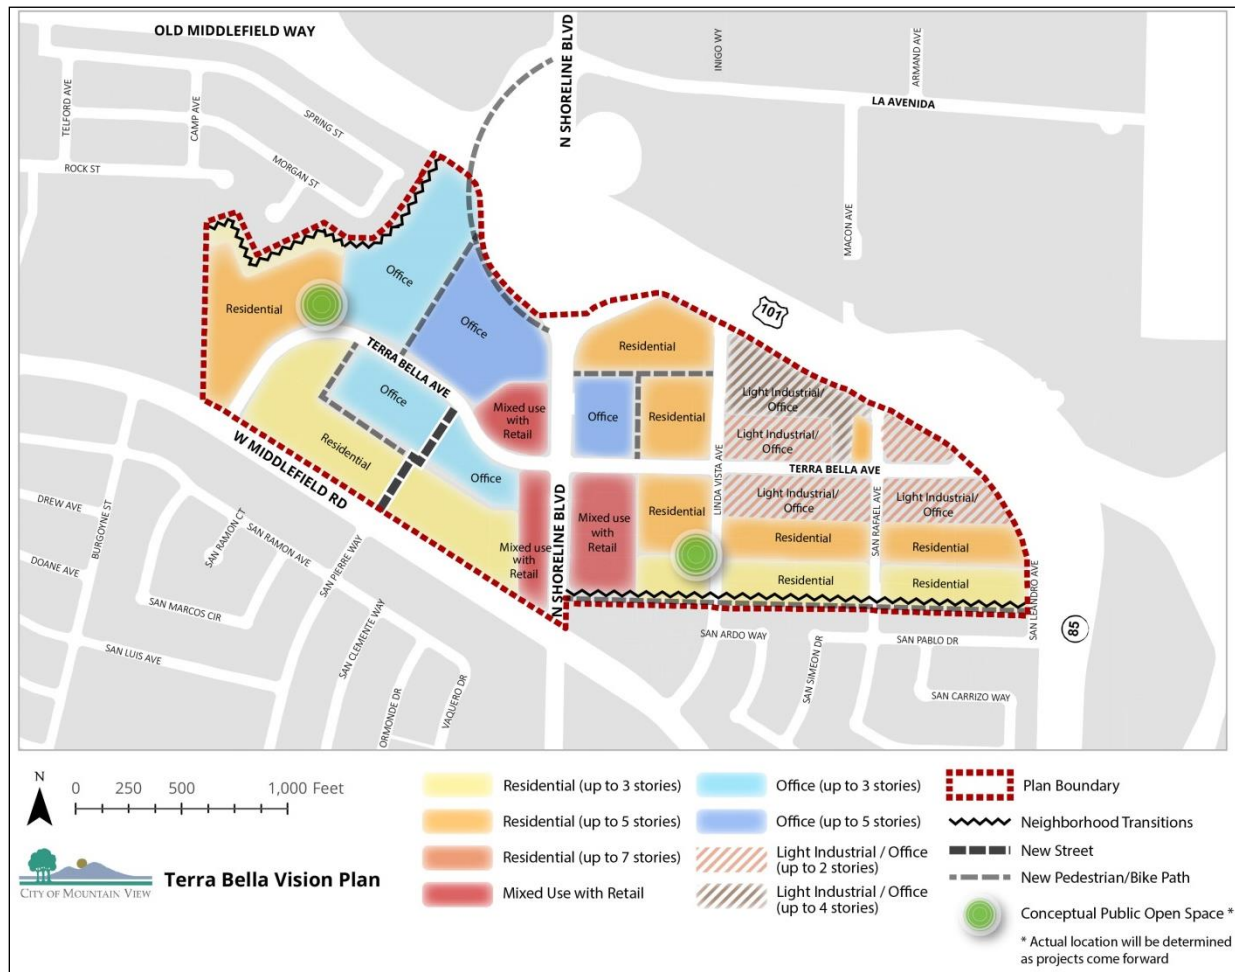 OLD MIDDLEFIELD WAY
N SHORELINE BLVD
INIGO WY
ARMAND AVE
LA AVENIDA
TELFORD AVE
CAMP AVE
SPRING ST
ROCK ST
MORGAN ST
MACON AVE
101
Office
Residential
Office
TERRA BELLA AVE
Residential
Office
Mixed use
with
Retail
Office
Residential
Light Industrial/
Office
Light Industrial/
Office
Residential
W MIDDLEFIELD RD
Office
LINDA VISTA AVE
TERRA BELLA AVE
Light Industrial/
Office
Light Industrial/
Office
SAN RAFAEL AVE
Mixed use
with
Retail
N SHORELINE BLVD
Mixed use
with
Retail
Residential
Residential
Residential
Residential
Residential
DREW AVE
BURGOYNE ST
SAN RAMON CT
SAN RAMON AVE
SAN PIERRE WAY
DOANE AVE
SAN MARCOS CIR
SAN LUIS AVE
SAN CLEMENTE WAY
ORMONDE DR
VAQUERO DR
SAN ARDO WAY
SAN SIMEON DR
SAN PABLO DR
SAN LEANDRO AVE
SAN CARRIZO WAY
85
N
0 250 500 1,000 Feet
CITY OF MOUNTAIN VIEW
Terra Bella Vision Plan
Residential (up to 3 stories)
Residential (up to 5 stories)
Residential (up to 7 stories)
Mixed Use with Retail
Office (up to 3 stories)
Office (up to 5 stories)
Light Industrial / Office
(up to 2 stories)
Light Industrial / Office
(up to 4 stories)
Plan Boundary
Neighborhood Transitions
New Street
New Pedestrian/Bike Path
Conceptual Public Open Space *
* Actual location will be determined
as projects come forward